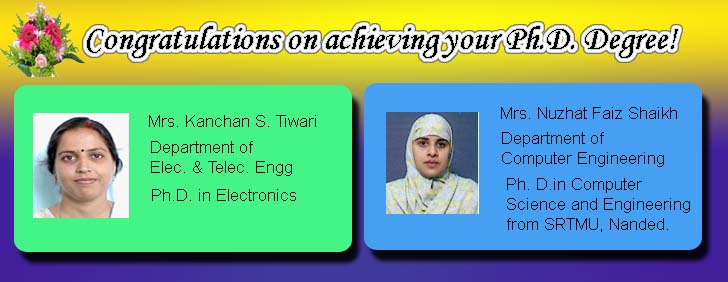 Congratulations on achieving your Ph.D. Degree!
Mrs. Kanchan S. Tiwari
Department of
Elec. & Telec. Engg
Ph.D. in Electronics
Mrs. Nuzhat Faiz Shaikh
Department of
Computer Engineering
Ph. D.in Computer
Science and Engineering
from SRTMU, Nanded.